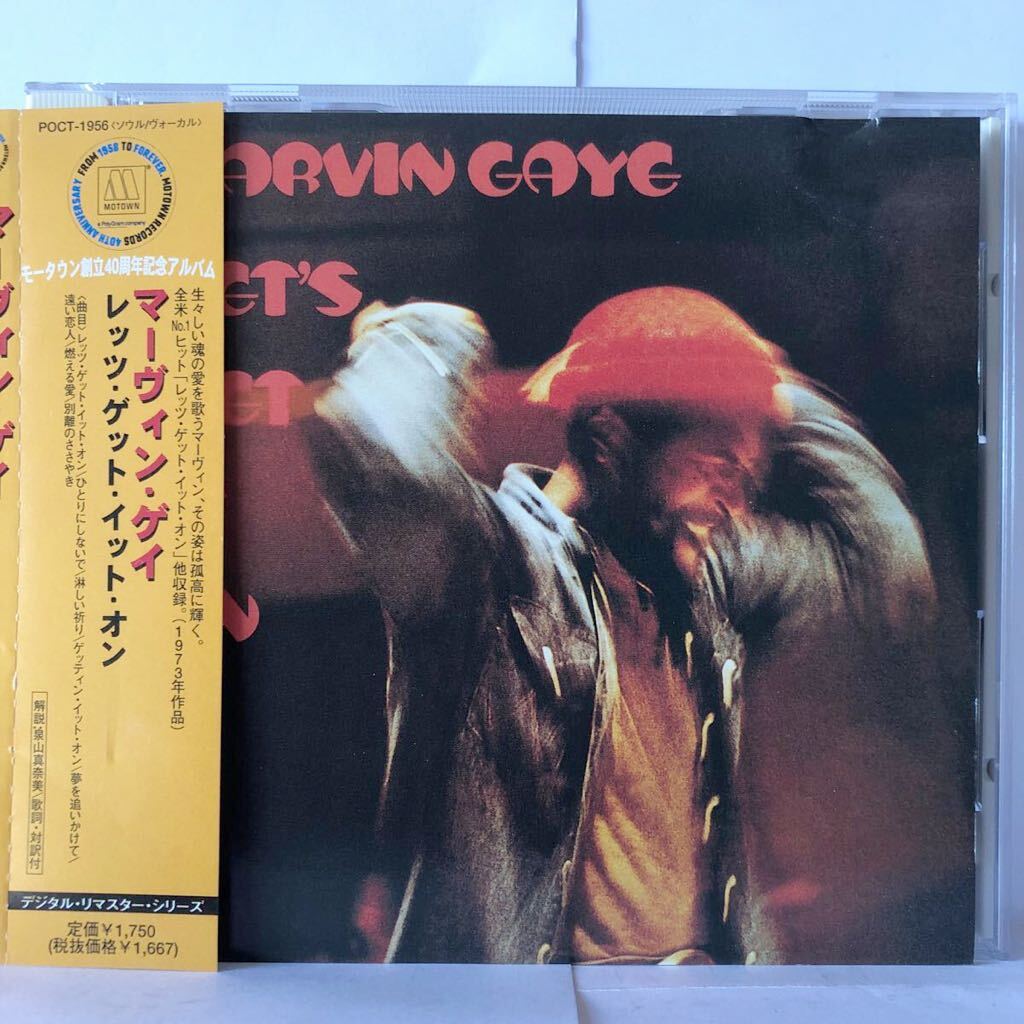 POCT-1956〈ソウル/ヴォーカル〉
FROM 1958 TO FOREVER. MOTOWN RECORDS 40TH ANNIVERSARY
M
MOTOWN
a PolyGram company
モータウン創立40周年記念アルバム
生々しい魂の愛を歌うマーヴィン、その姿は孤高に輝く。
全米No.1ヒット「レッツ・ゲット・イット・オン」他収録。(1973年作品)
マーヴィン・ゲイ
レッツ・ゲット・イット・オン
〈曲目〉レッツ・ゲット・イット・オン/ひとりにしないで/淋しい祈り/ゲッティン・イット・オン/夢を追いかけて/
遠い恋人/燃える愛/別離のささやき
解説:泉山真奈美/歌詞・対訳付
デジタル・リマスター・シリーズ
定価¥1,750
(税抜価格¥1,667)
マーヴィン・ゲイ
ARVIN GAYE
ET'S
ET
N